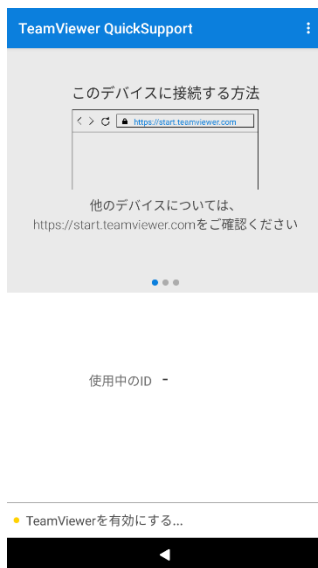 TeamViewer QuickSupport
このデバイスに接続する方法
https://start.teamviewer.com
他のデバイスについては、
https://start.teamviewer.comをご確認ください
使用中のID -
TeamViewerを有効にする...